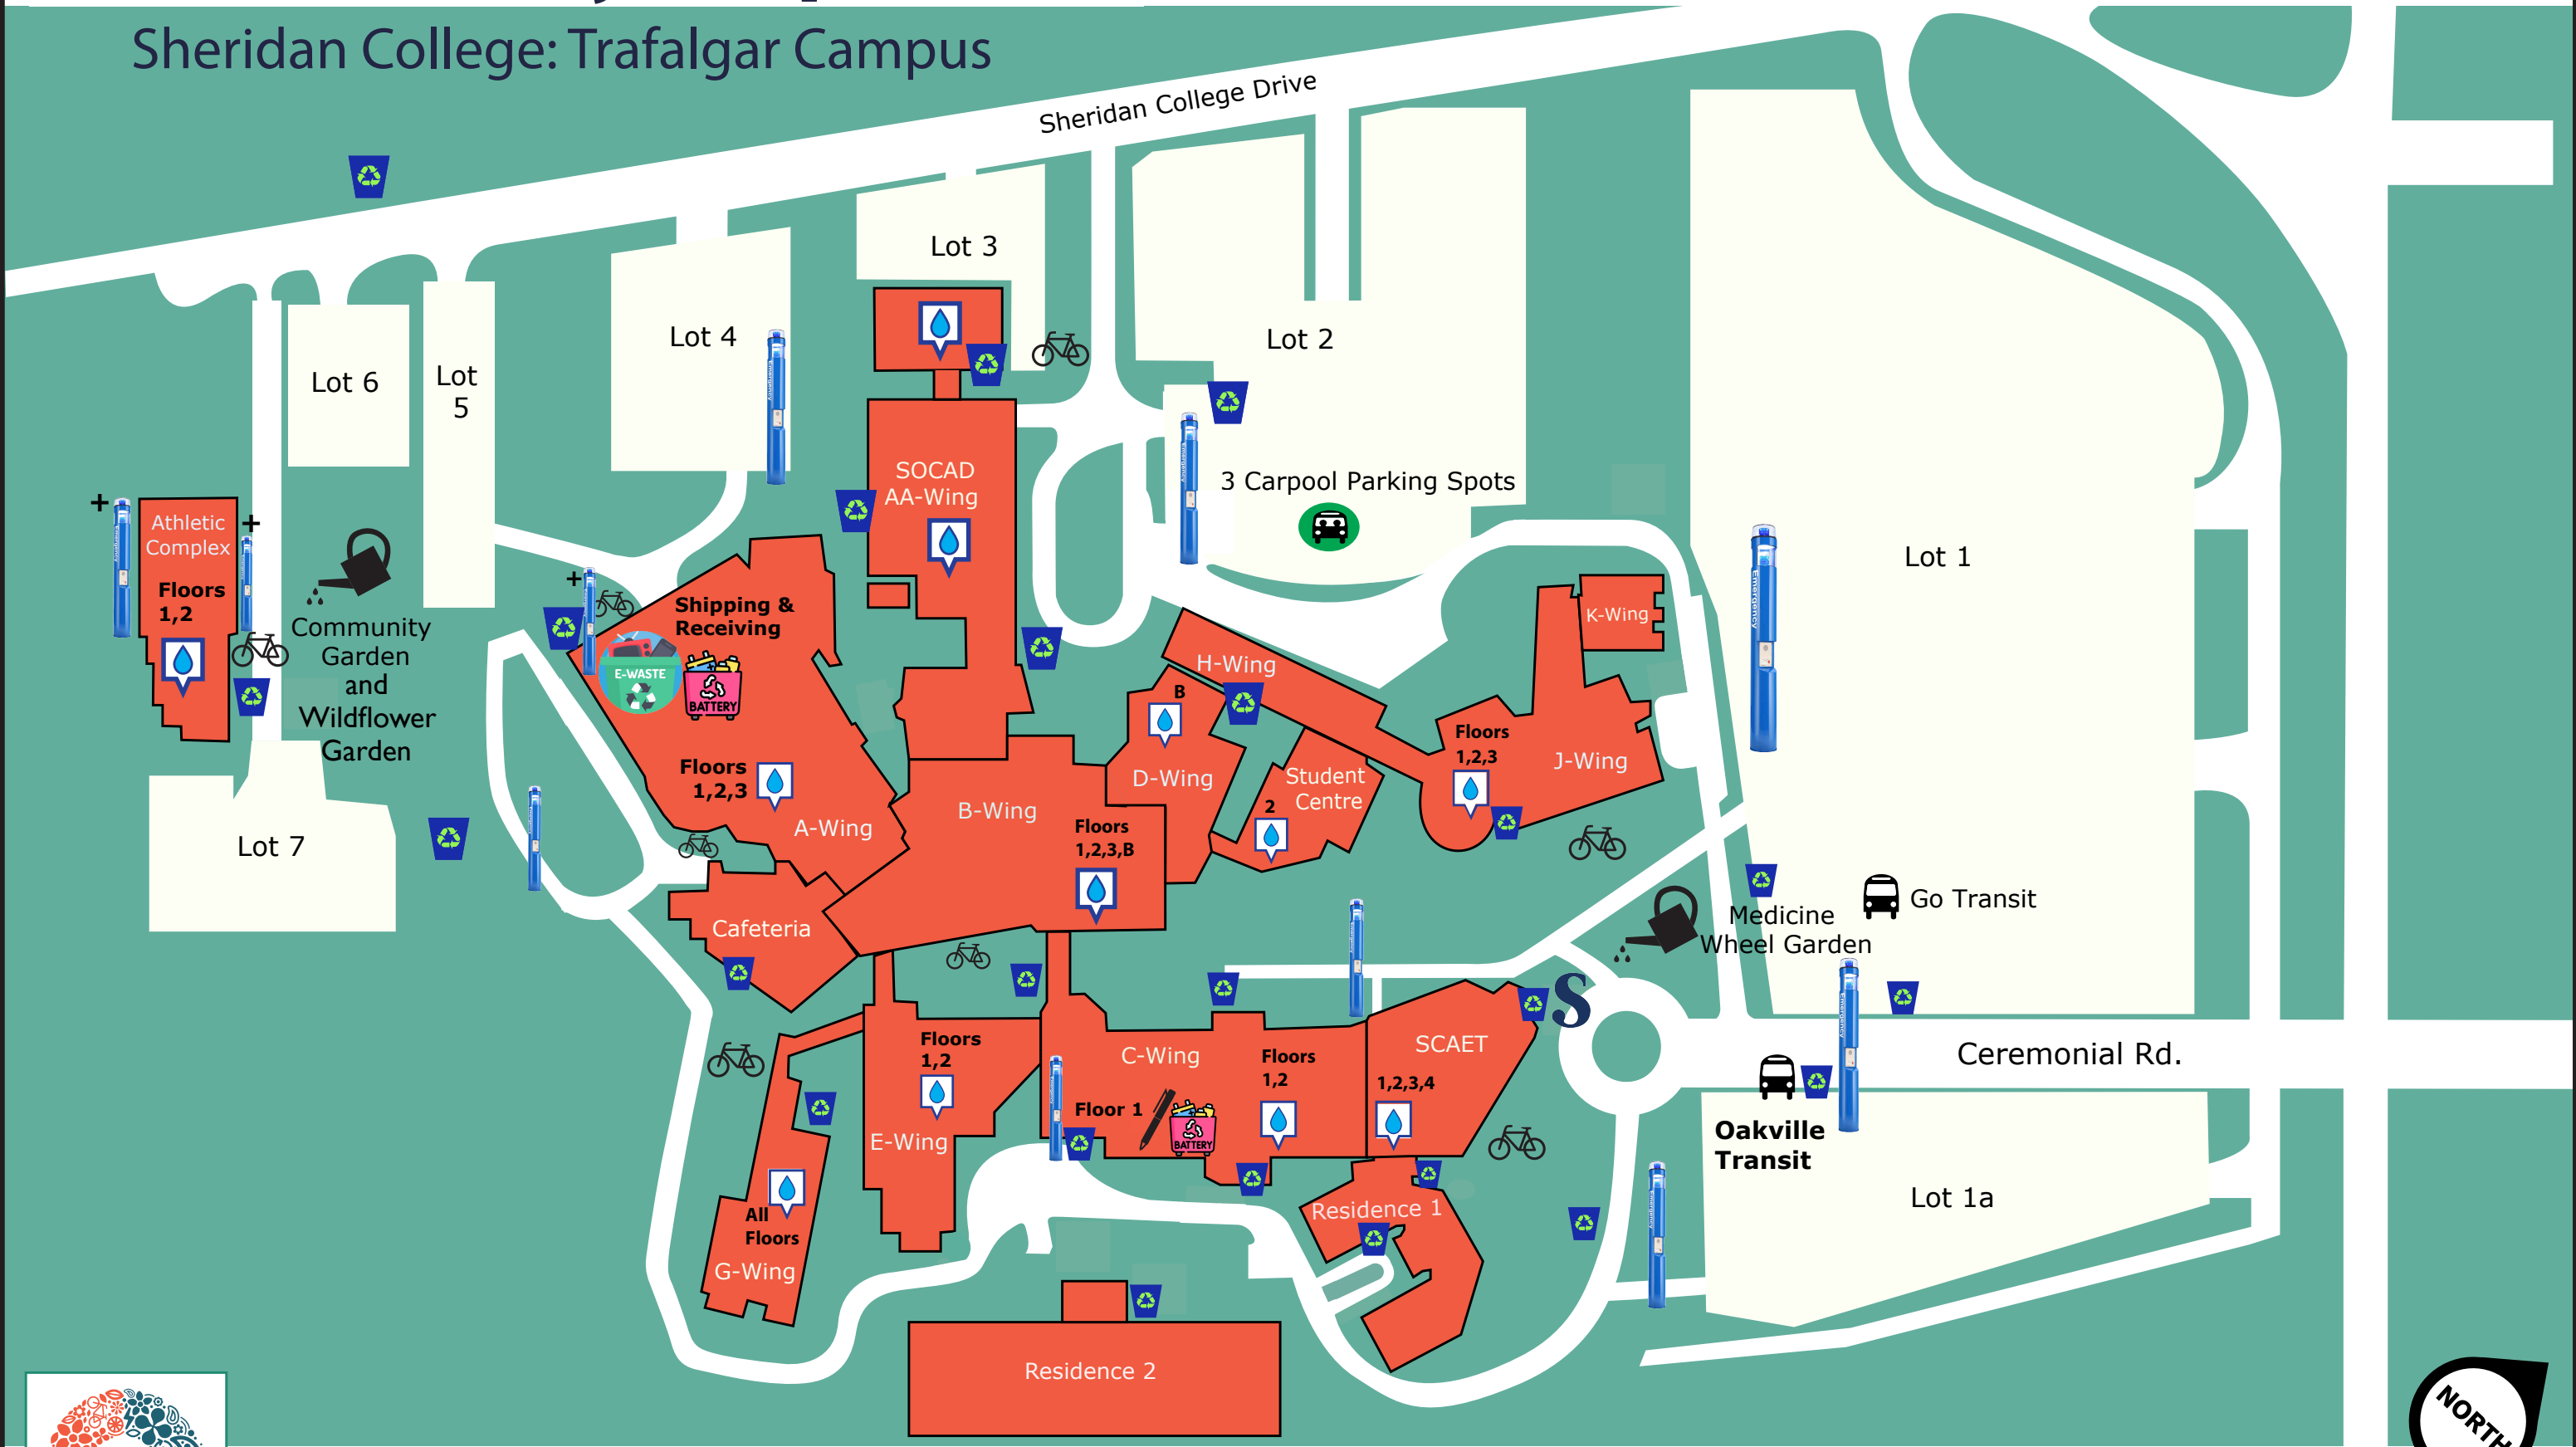 Sheridan College: Trafalgar Campus
Sheridan College Drive
Lot 3
Lot 4
Lot 2
Lot 6
Lot
5
SOCAD
AA-Wing
3 Carpool Parking Spots
Athletic
Complex
Floors
1,2
+
+
+
Lot 1
Emergency
Shipping &
Receiving
Community
Garden
and
Wildflower
Garden
K-Wing
H-Wing
E-WASTE
BATTERY
B
Floors
1,2,3
J-Wing
Floors
1,2,3
D-Wing
Student
Centre
2
B-Wing
A-Wing
Floors
1,2,3,B
Lot 7
Cafeteria
Go Transit
Medicine
Wheel Garden
Emergency
S
Floors
1,2
C-Wing
Floors
1,2
SCAET
1,2,3,4
Ceremonial Rd.
Floor 1
BATTERY
E-Wing
Oakville
Transit
Lot 1a
All
Floors
G-Wing
Residence 1
Residence 2
NORTH